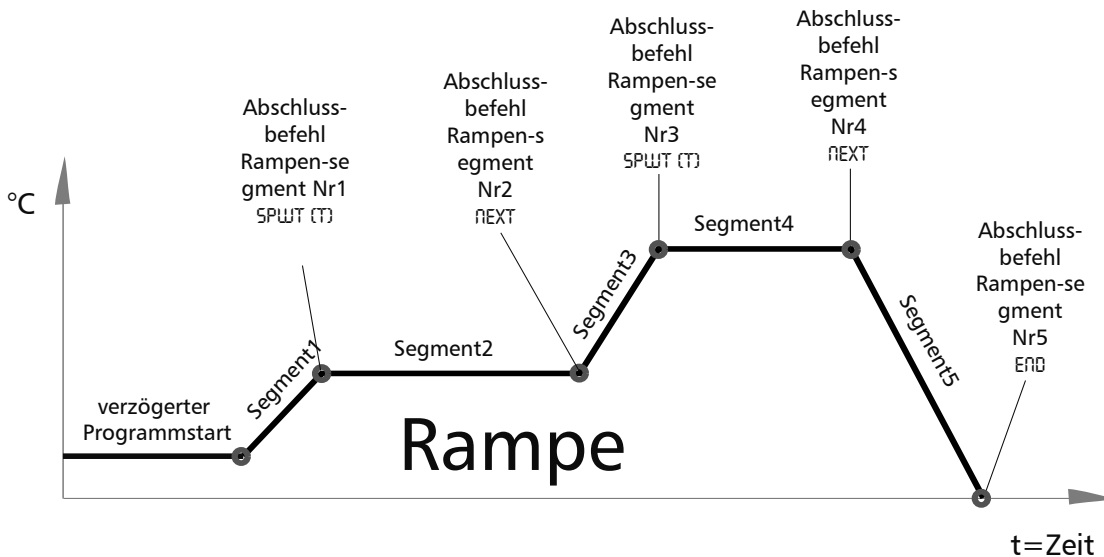 Abschluss-
befehl
Rampen-se
gment Nr1
SPWT (T)
Abschluss-
befehl
Rampen-s
egment
Nr2
NEXT
Abschluss-
befehl
Rampen-se
gment
Nr3
SPWT (T)
Abschluss-
befehl
Rampen-s
egment
Nr4
NEXT
Abschluss-
befehl
Rampen-se
gment
Nr5
END
°C
verzögerter
Programmstart
Segment1
Segment2
Segment3
Segment4
Segment5
Rampe
t=Zeit